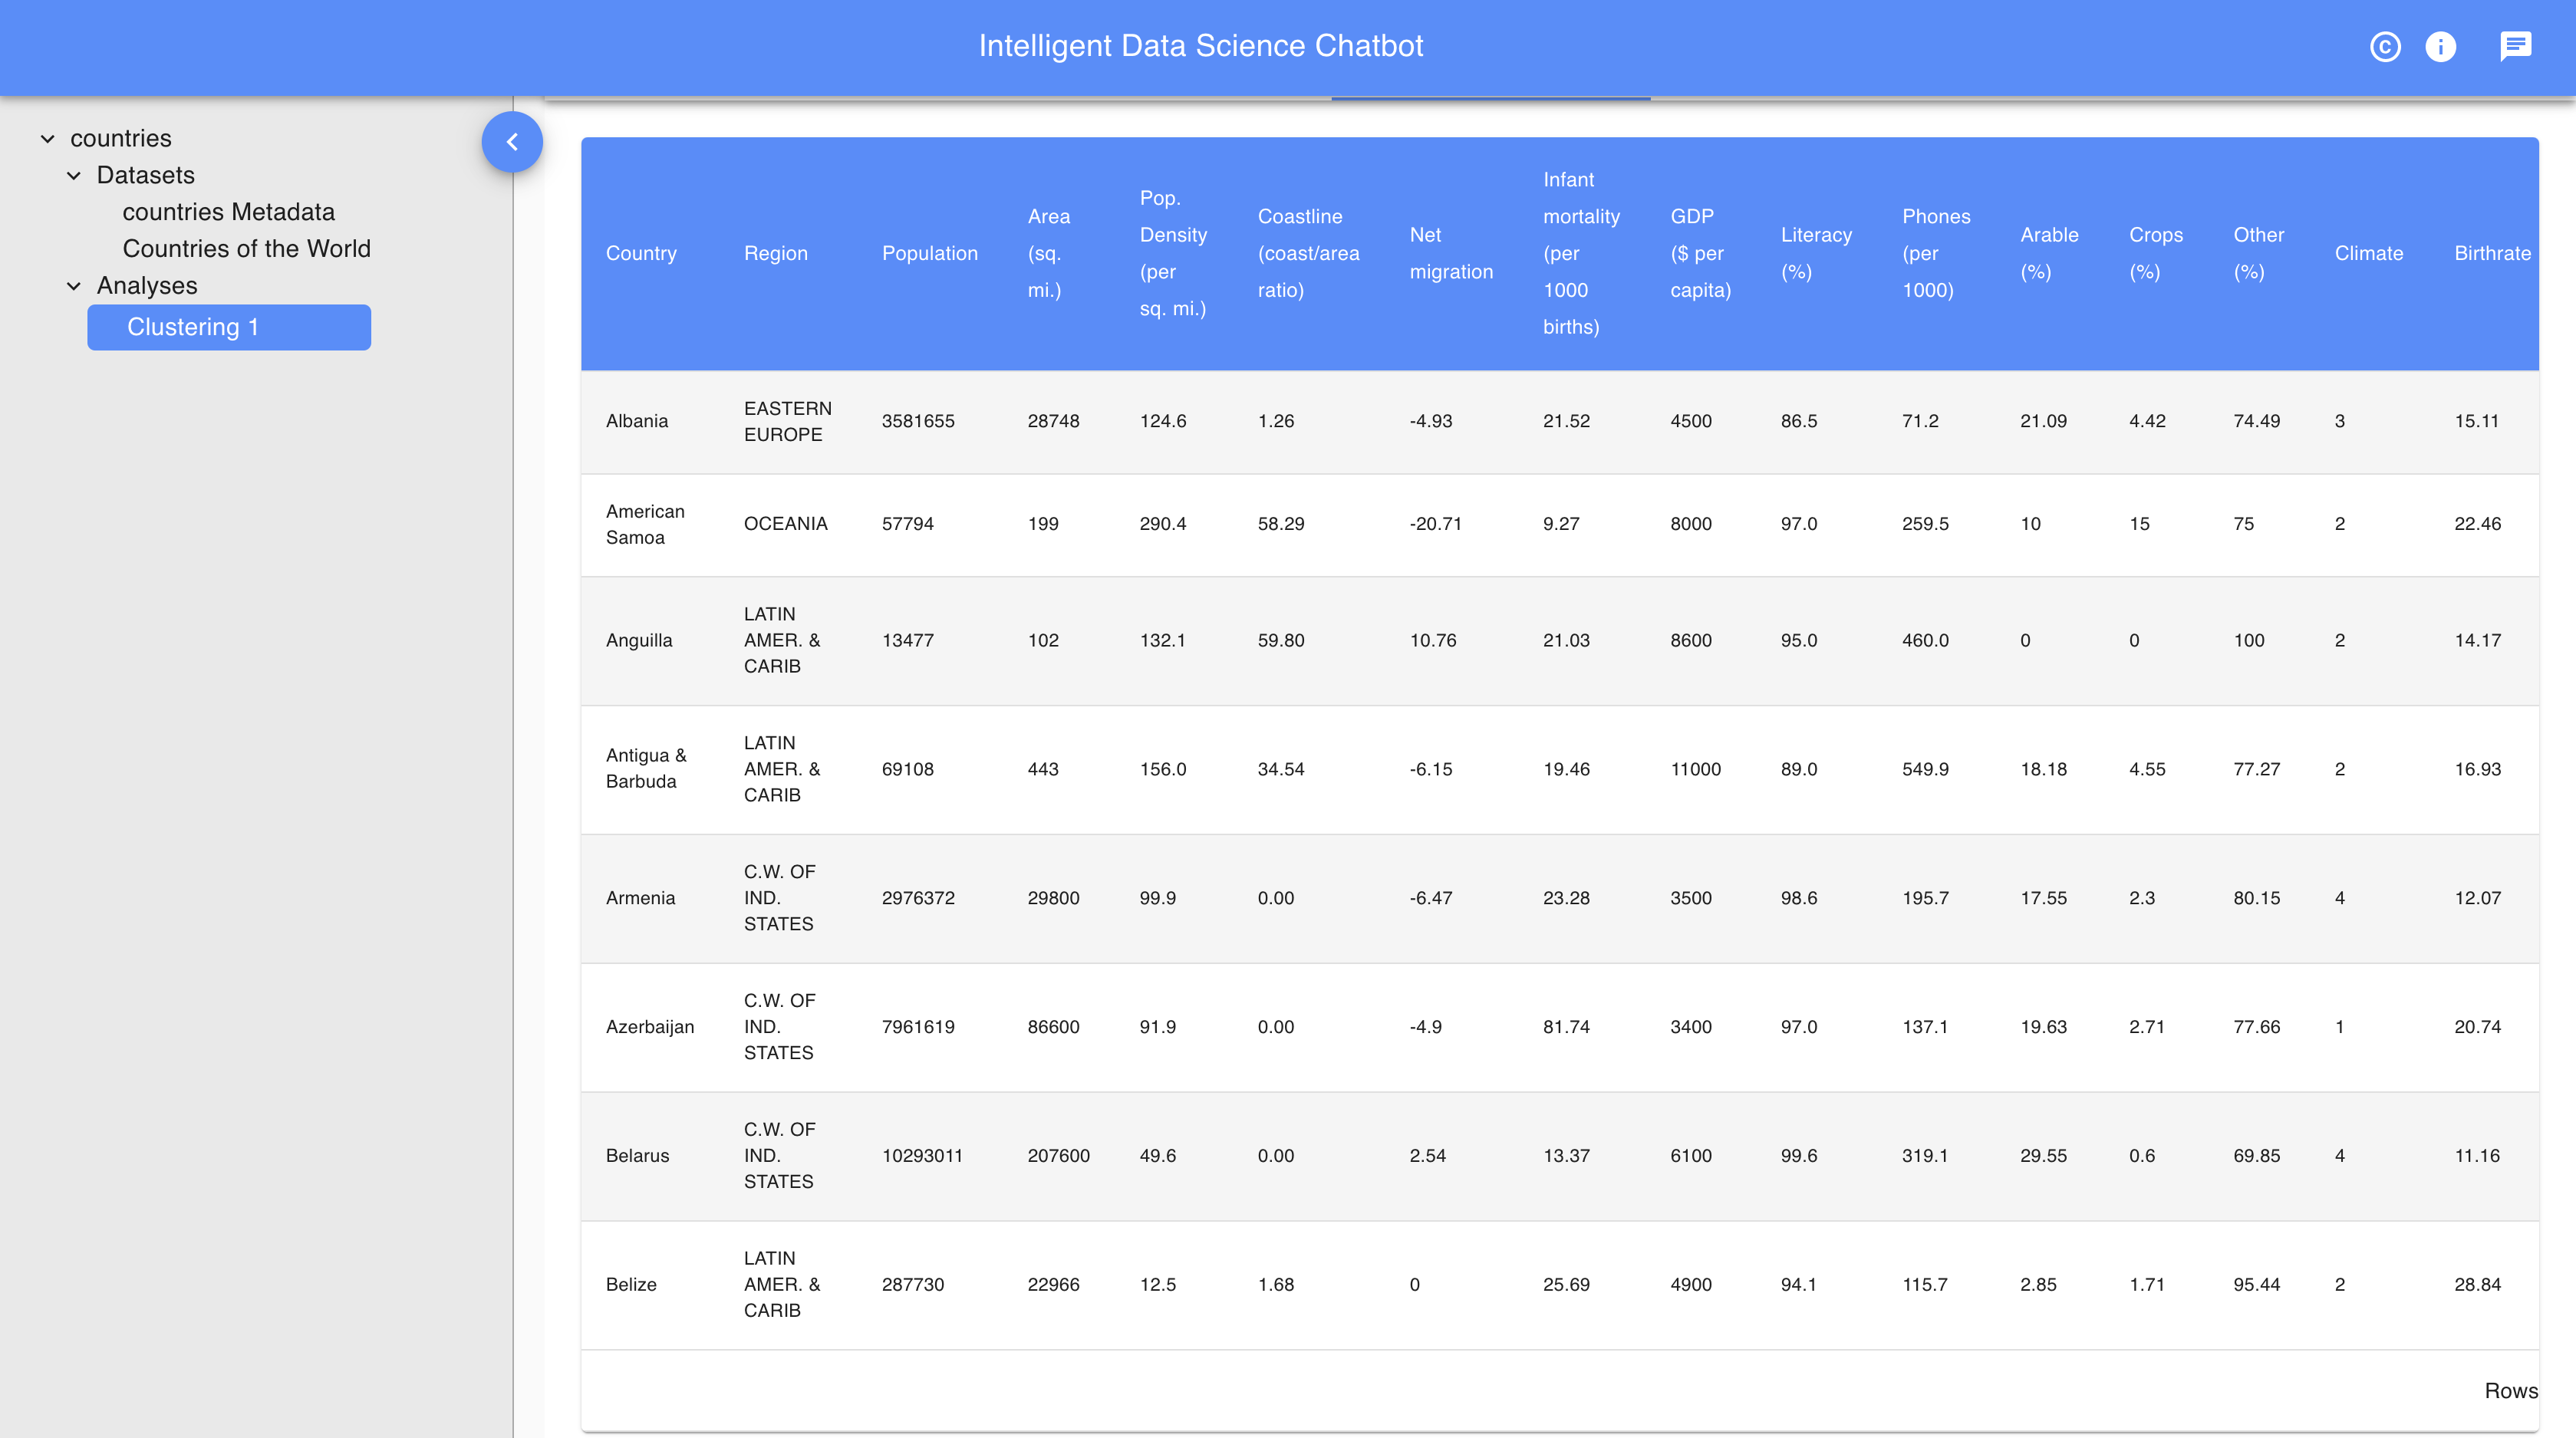 Intelligent Data Science Chatbot
countries
Datasets
countries Metadata
Countries of the World
Analyses
Clustering 1
Country Region Population Area (sq. mi.) Pop. Density (per sq. mi.) Coastline (coast/area ratio) Net migration Infant mortality (per 1000 births) GDP ($ per capita) Literacy (%) Phones (per 1000) Arable (%) Crops (%) Other (%) Climate Birthrate
Albania EASTERN EUROPE 3581655 28748 124.6 1.26 -4.93 21.52 4500 86.5 71.2 21.09 4.42 74.49 3 15.11
American Samoa OCEANIA 57794 199 290.4 58.29 -20.71 9.27 8000 97.0 259.5 10 15 75 2 22.46
Anguilla LATIN AMER. & CARIB 13477 102 132.1 59.80 10.76 21.03 8600 95.0 460.0 0 0 100 2 14.17
Antigua & Barbuda LATIN AMER. & CARIB 69108 443 156.0 34.54 -6.15 19.46 11000 89.0 549.9 18.18 4.55 77.27 2 16.93
Armenia C.W. OF IND. STATES 2976372 29800 99.9 0.00 -6.47 23.28 3500 98.6 195.7 17.55 2.3 80.15 4 12.07
Azerbaijan C.W. OF IND. STATES 7961619 86600 91.9 0.00 -4.9 81.74 3400 97.0 137.1 19.63 2.71 77.66 1 20.74
Belarus C.W. OF IND. STATES 10293011 207600 49.6 0.00 2.54 13.37 6100 99.6 319.1 29.55 0.6 69.85 4 11.16
Belize LATIN AMER. & CARIB 287730 22966 12.5 1.68 0 25.69 4900 94.1 115.7 2.85 1.71 95.44 2 28.84
Rows